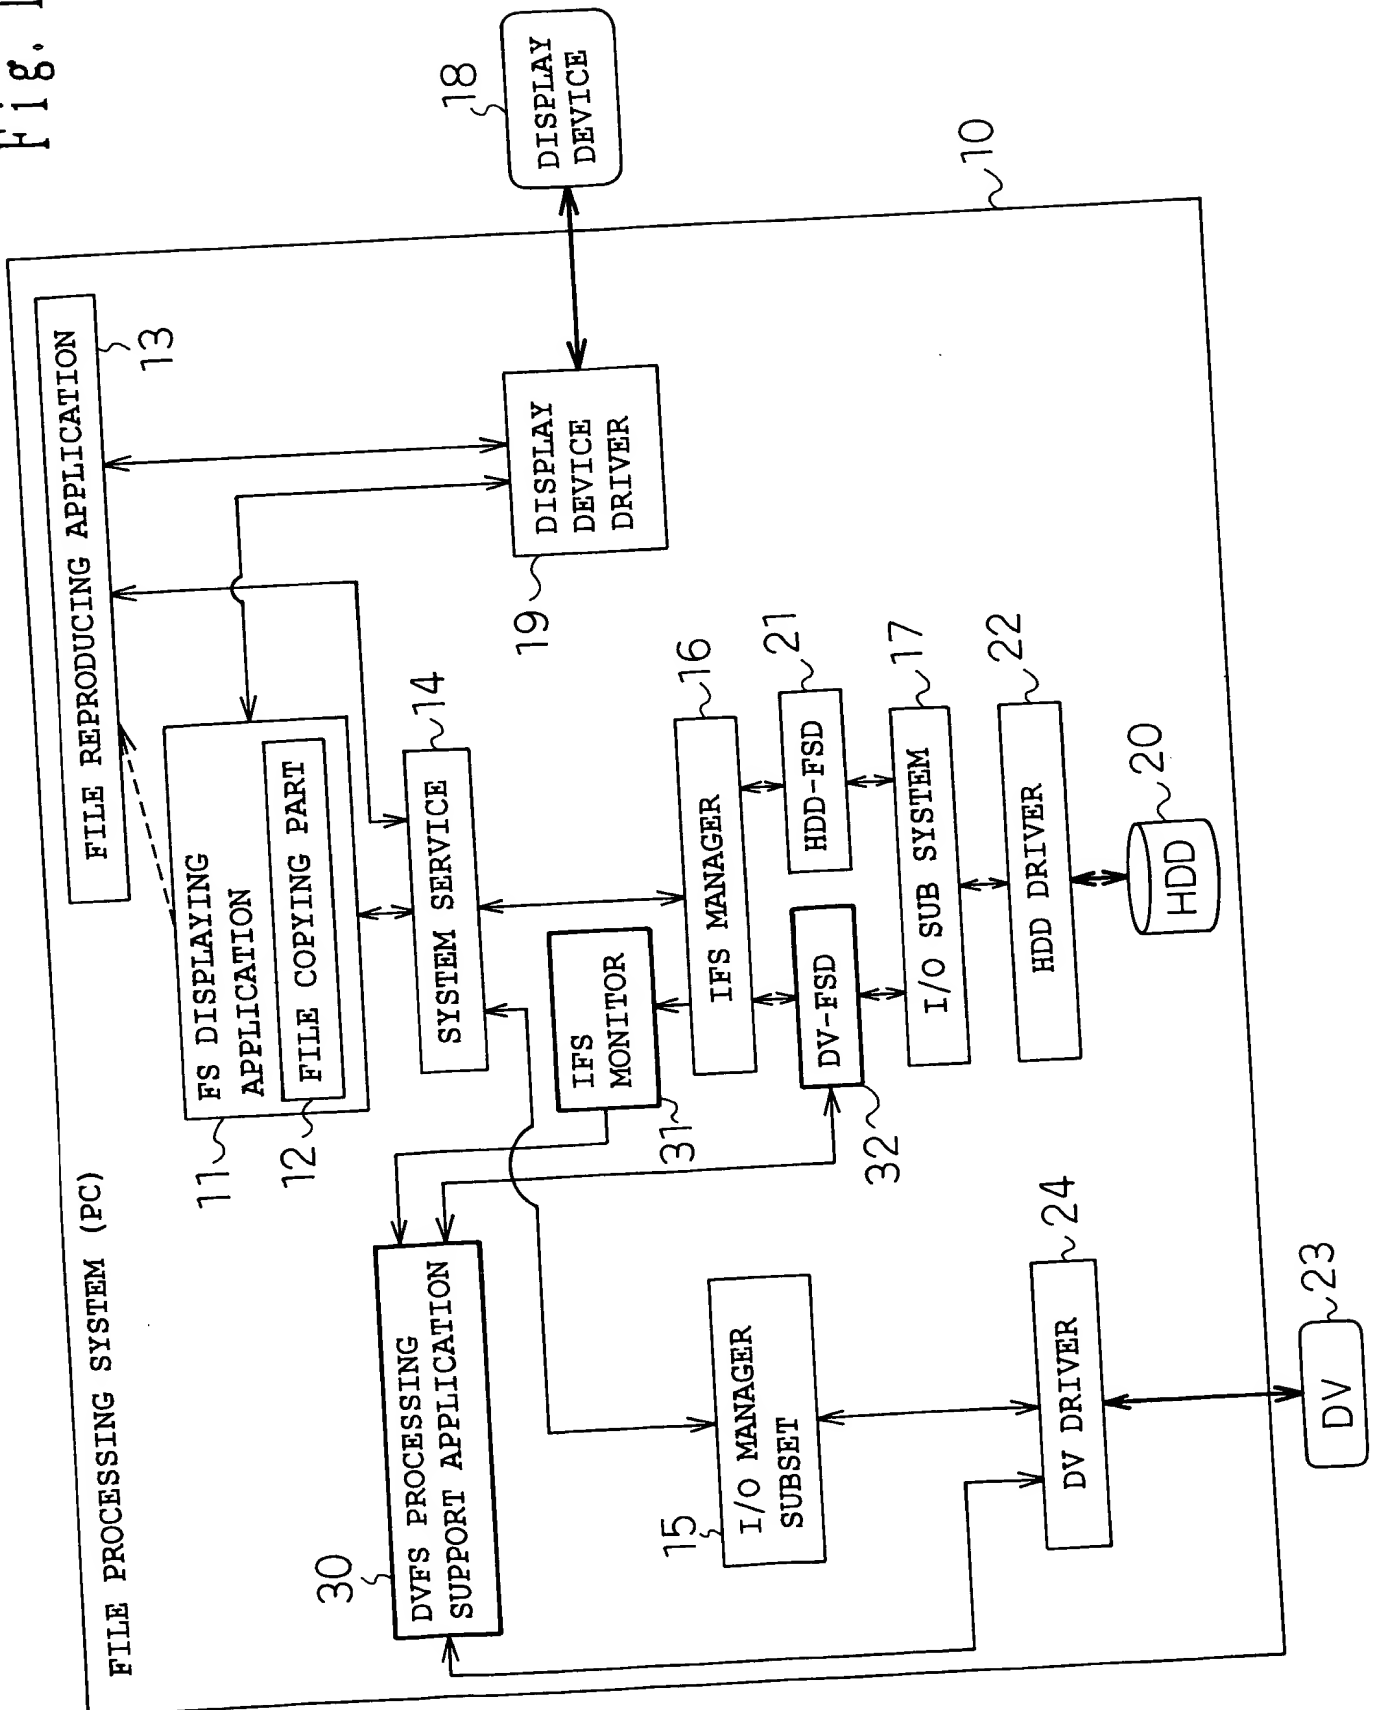 Fig. 1
FILE PROCESSING SYSTEM (PC)
10
FILE REPRODUCING APPLICATION
13
FS DISPLAYING
APPLICATION
11
FILE COPYING PART
12
DVFS PROCESSING
SUPPORT APPLICATION
30
SYSTEM SERVICE
14
DISPLAY
DEVICE
18
DISPLAY
DEVICE
DRIVER
19
IFS
MONITOR
31
IFS MANAGER
16
I/O MANAGER
SUBSET
15
DV-FSD
32
HDD-FSD
21
I/O SUB SYSTEM
17
HDD DRIVER
22
DV DRIVER
24
HDD
20
DV
23